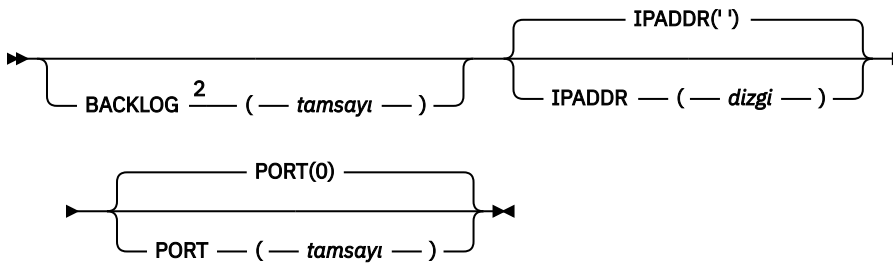 IPADDR(' ')
BACKLOG 2 ( tamsayı ) IPADDR ( dizgi )
PORT(0)
PORT ( tamsayı )